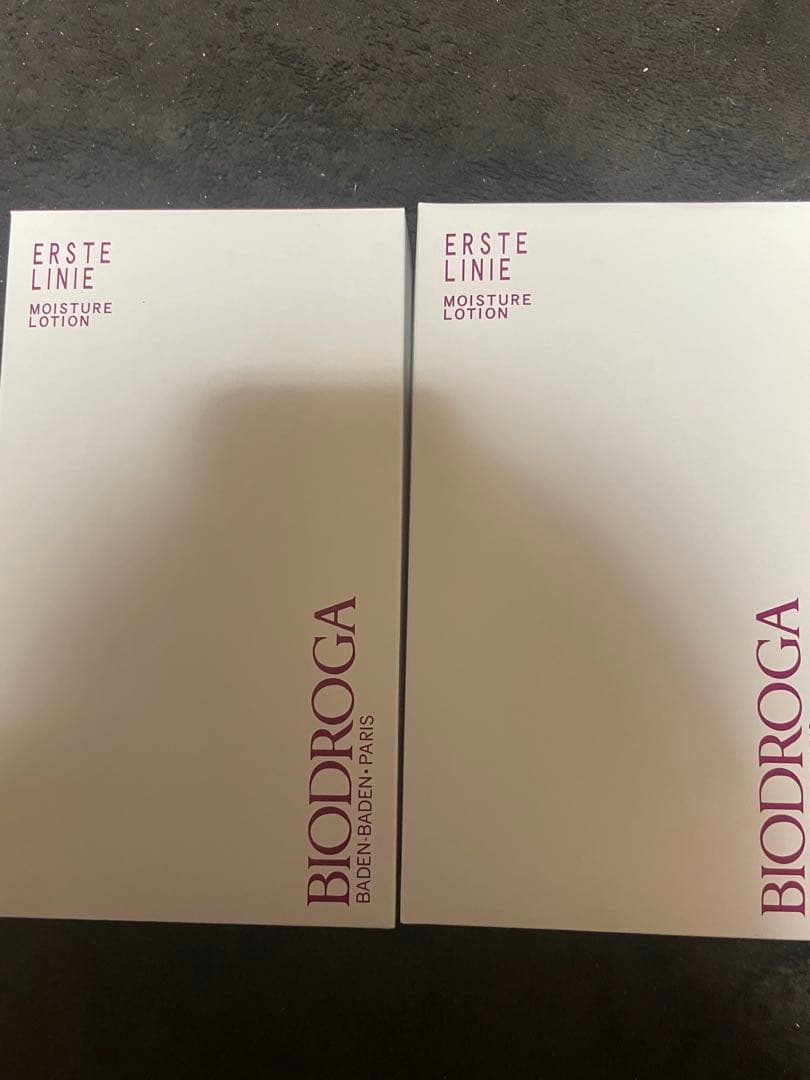 ERSTE
LINIE
MOISTURE
LOTION
BIODROGA
BADEN-BADEN•PARIS
ERSTE
LINIE
MOISTURE
LOTION
BIODROGA